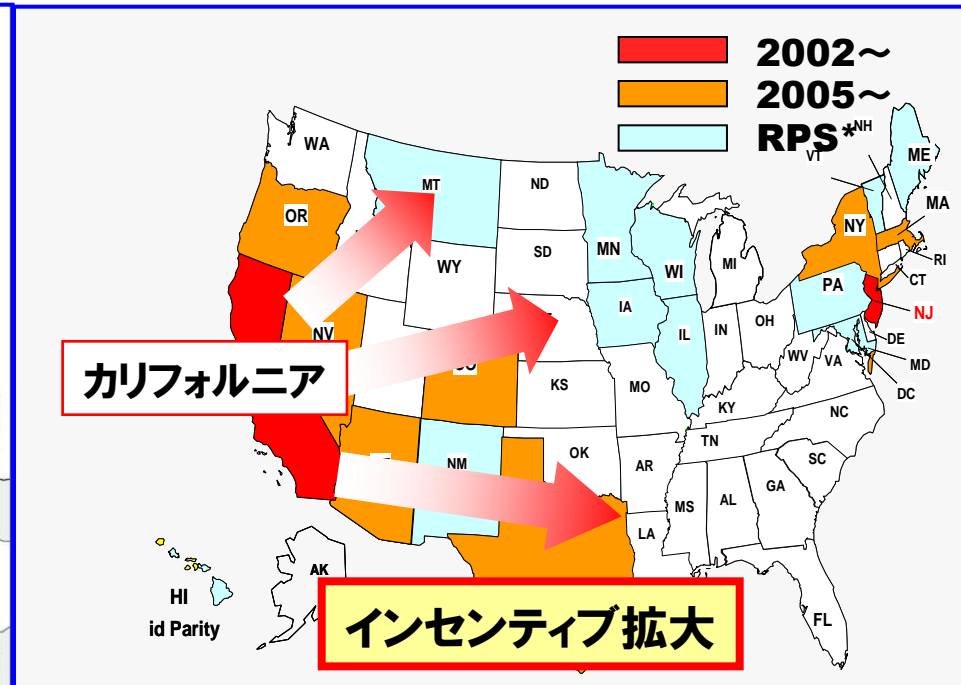 2002～
2005～
RPS*
NH
VT
WA
ME
MT
ND
OR
MA
NY
MN
SD
WI
MI
RI
WY
CT
PA
IA
NJ
NV
IL
IN
OH
DE
カリフォルニア
WV
VA
MD
KS
MO
DC
KY
NC
TN
NM
OK
AR
SC
MS
AL
GA
LA
AK
HI
id Parity
インセンティブ拡大
FL